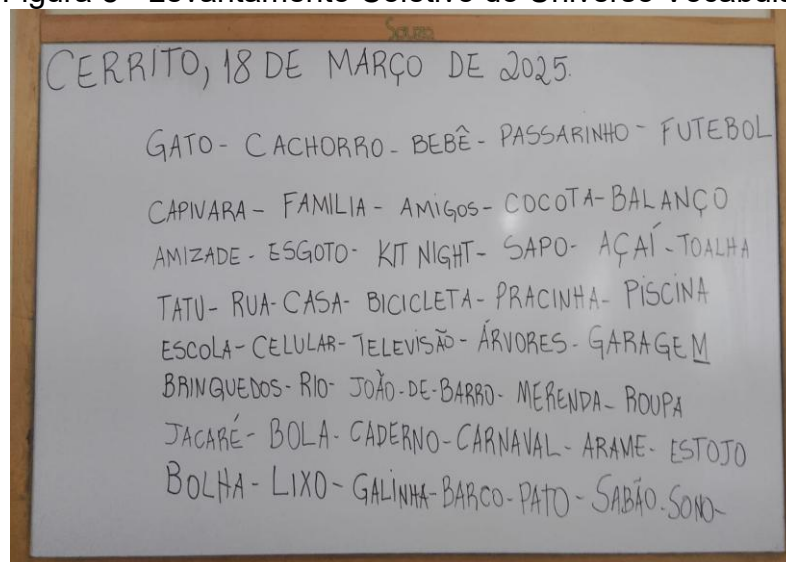 Levantamento Coletivo do Universo
Souza
CERRITO, 18 DE MARÇO DE 2025.
GATO - CACHORRO - BEBÊ - PASSARINHO - FUTEBOL
CAPIVARA - FAMILIA - AMIGOS - COCOTA - BALANÇO
AMIZADE - ESGOTO - KIT NIGHT - SAPO - AÇAÍ - TOALHA
TATU - RUA - CASA - BICICLETA - PRACINHA - PISCINA
ESCOLA - CELULAR - TELEVISÃO - ÁRVORES - GARAGEM
BRINQUEDOS - RIO - JOÃO-DE-BARRO - MERENDA - ROUPA
JACARÉ - BOLA - CADERNO - CARNAVAL - ARAME - ESTOJO
BOLHA - LIXO - GALINHA - BARCO - PATO - SABÃO - SONO -